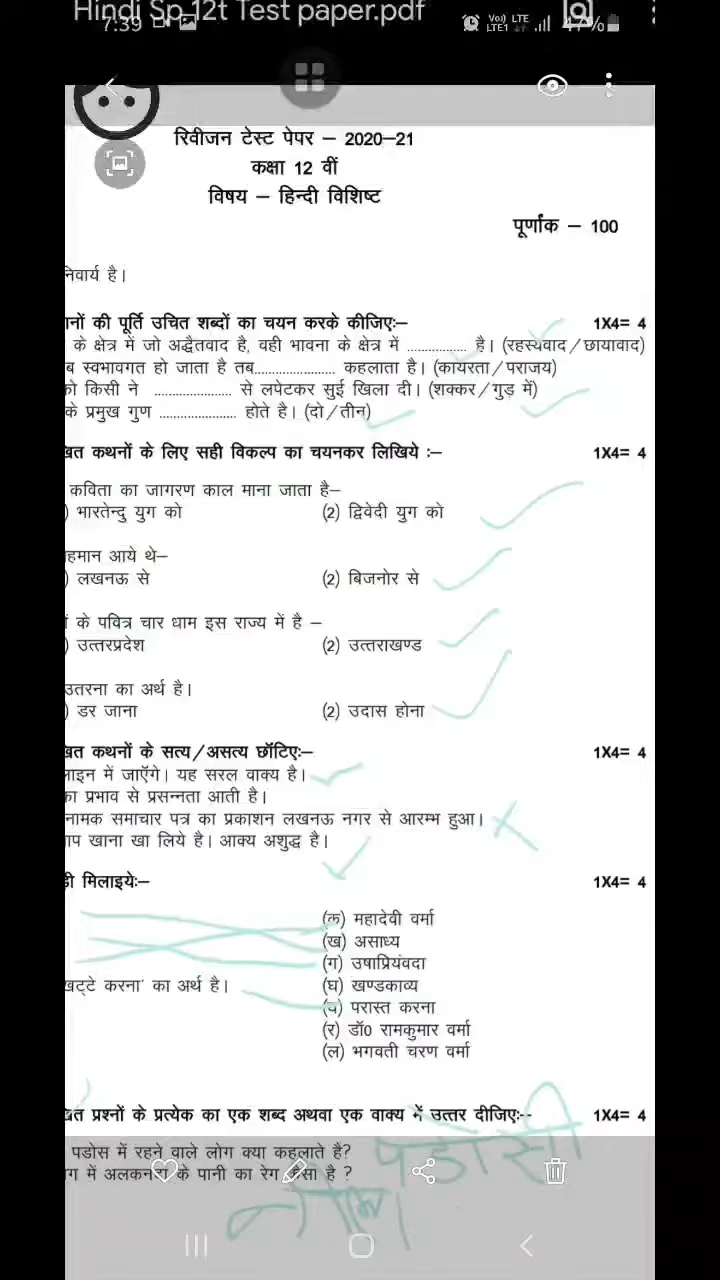 Hindi Sp 12t Test paper.pdf
7:39 Vo) LTE LTE1 47%
रिवीजन टेस्ट पेपर – 2020–21
कक्षा 12 वीं
विषय – हिन्दी विशिष्ट
पूर्णांक – 100
निवार्य है।
ानों की पूर्ति उचित शब्दों का चयन करके कीजिएः– 1X4= 4
के क्षेत्र में जो अद्वैतवाद है, वही भावना के क्षेत्र में ................ है। (रहस्यवाद/छायावाद)
ब स्वभावगत हो जाता है तब...................... कहलाता है। (कायरता/पराजय)
को किसी ने ..................... से लपेटकर सुई खिला दी। (शक्कर/गुड़ में)
के प्रमुख गुण ..................... होते है। (दो/तीन)
खित कथनों के लिए सही विकल्प का चयनकर लिखिये :– 1X4= 4
कविता का जागरण काल माना जाता है–
) भारतेन्दु युग को (2) द्विवेदी युग को
हमान आये थे–
) लखनऊ से (2) बिजनोर से
ं के पवित्र चार धाम इस राज्य में है –
) उत्तरप्रदेश (2) उत्तराखण्ड
उतरना का अर्थ है।
) डर जाना (2) उदास होना
खित कथनों के सत्य/असत्य छॉटिएः– 1X4= 4
लाइन में जाऍगे। यह सरल वाक्य है।
का प्रभाव से प्रसन्नता आती है।
नामक समाचार पत्र का प्रकाशन लखनऊ नगर से आरम्भ हुआ।
ाप खाना खा लिये है। आक्य अशुद्ध है।
ड़ी मिलाइयेः– 1X4= 4
(क) महादेवी वर्मा
(ख) असाध्य
(ग) उषाप्रियंवदा
खट्टे करना' का अर्थ है। (घ) खण्डकाव्य
(य) परास्त करना
(र) डॉ0 रामकुमार वर्मा
(ल) भगवती चरण वर्मा
खित प्रश्नों के प्रत्येक का एक शब्द अथवा एक वाक्य में उत्तर दीजिएः-- 1X4= 4
पडोस में रहने वाले लोग क्या कहलाते है?
ग में अलकनन्दा के पानी का रेग कैसा है ?
पडोसी